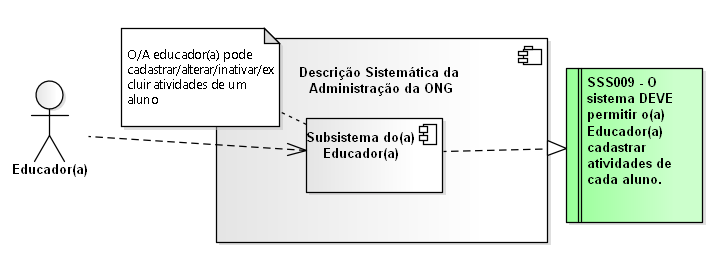 O/A educador(a) pode
cadastrar/alterar/inativar/ex
cluir atividades de um
aluno
Descrição Sistemática da
Administração da ONG
Subsistema do(a)
Educador(a)
Educador(a)
SSS009 - O
sistema DEVE
permitir o(a)
Educador(a)
cadastrar
atividades de
cada aluno.